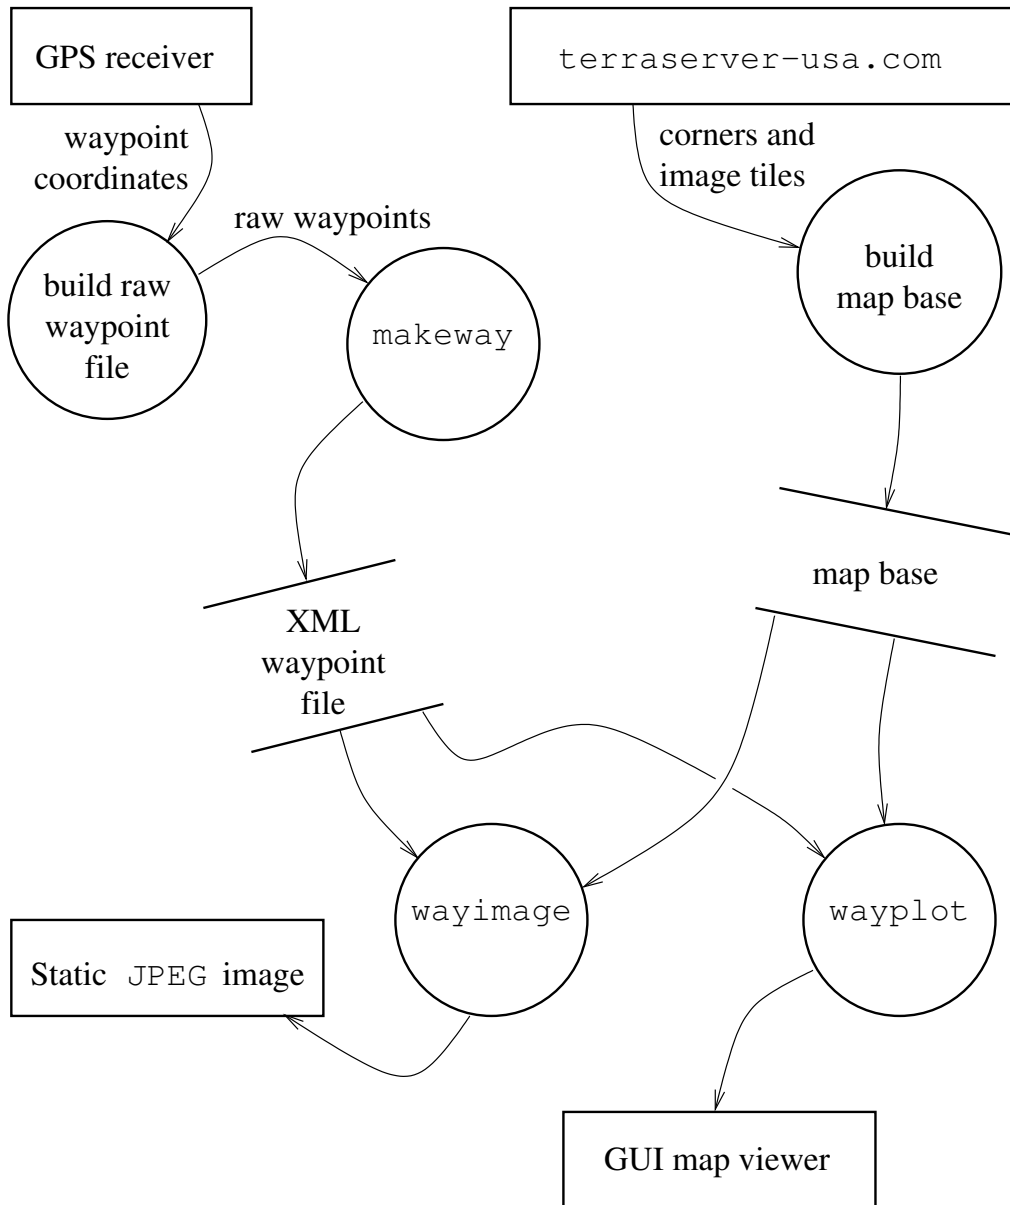 GPS receiver
terraserver-usa.com
waypoint
coordinates
corners and
image tiles
raw waypoints
build raw
waypoint
file
makeway
build
map base
map base
XML
waypoint
file
wayimage
wayplot
Static JPEG image
GUI map viewer